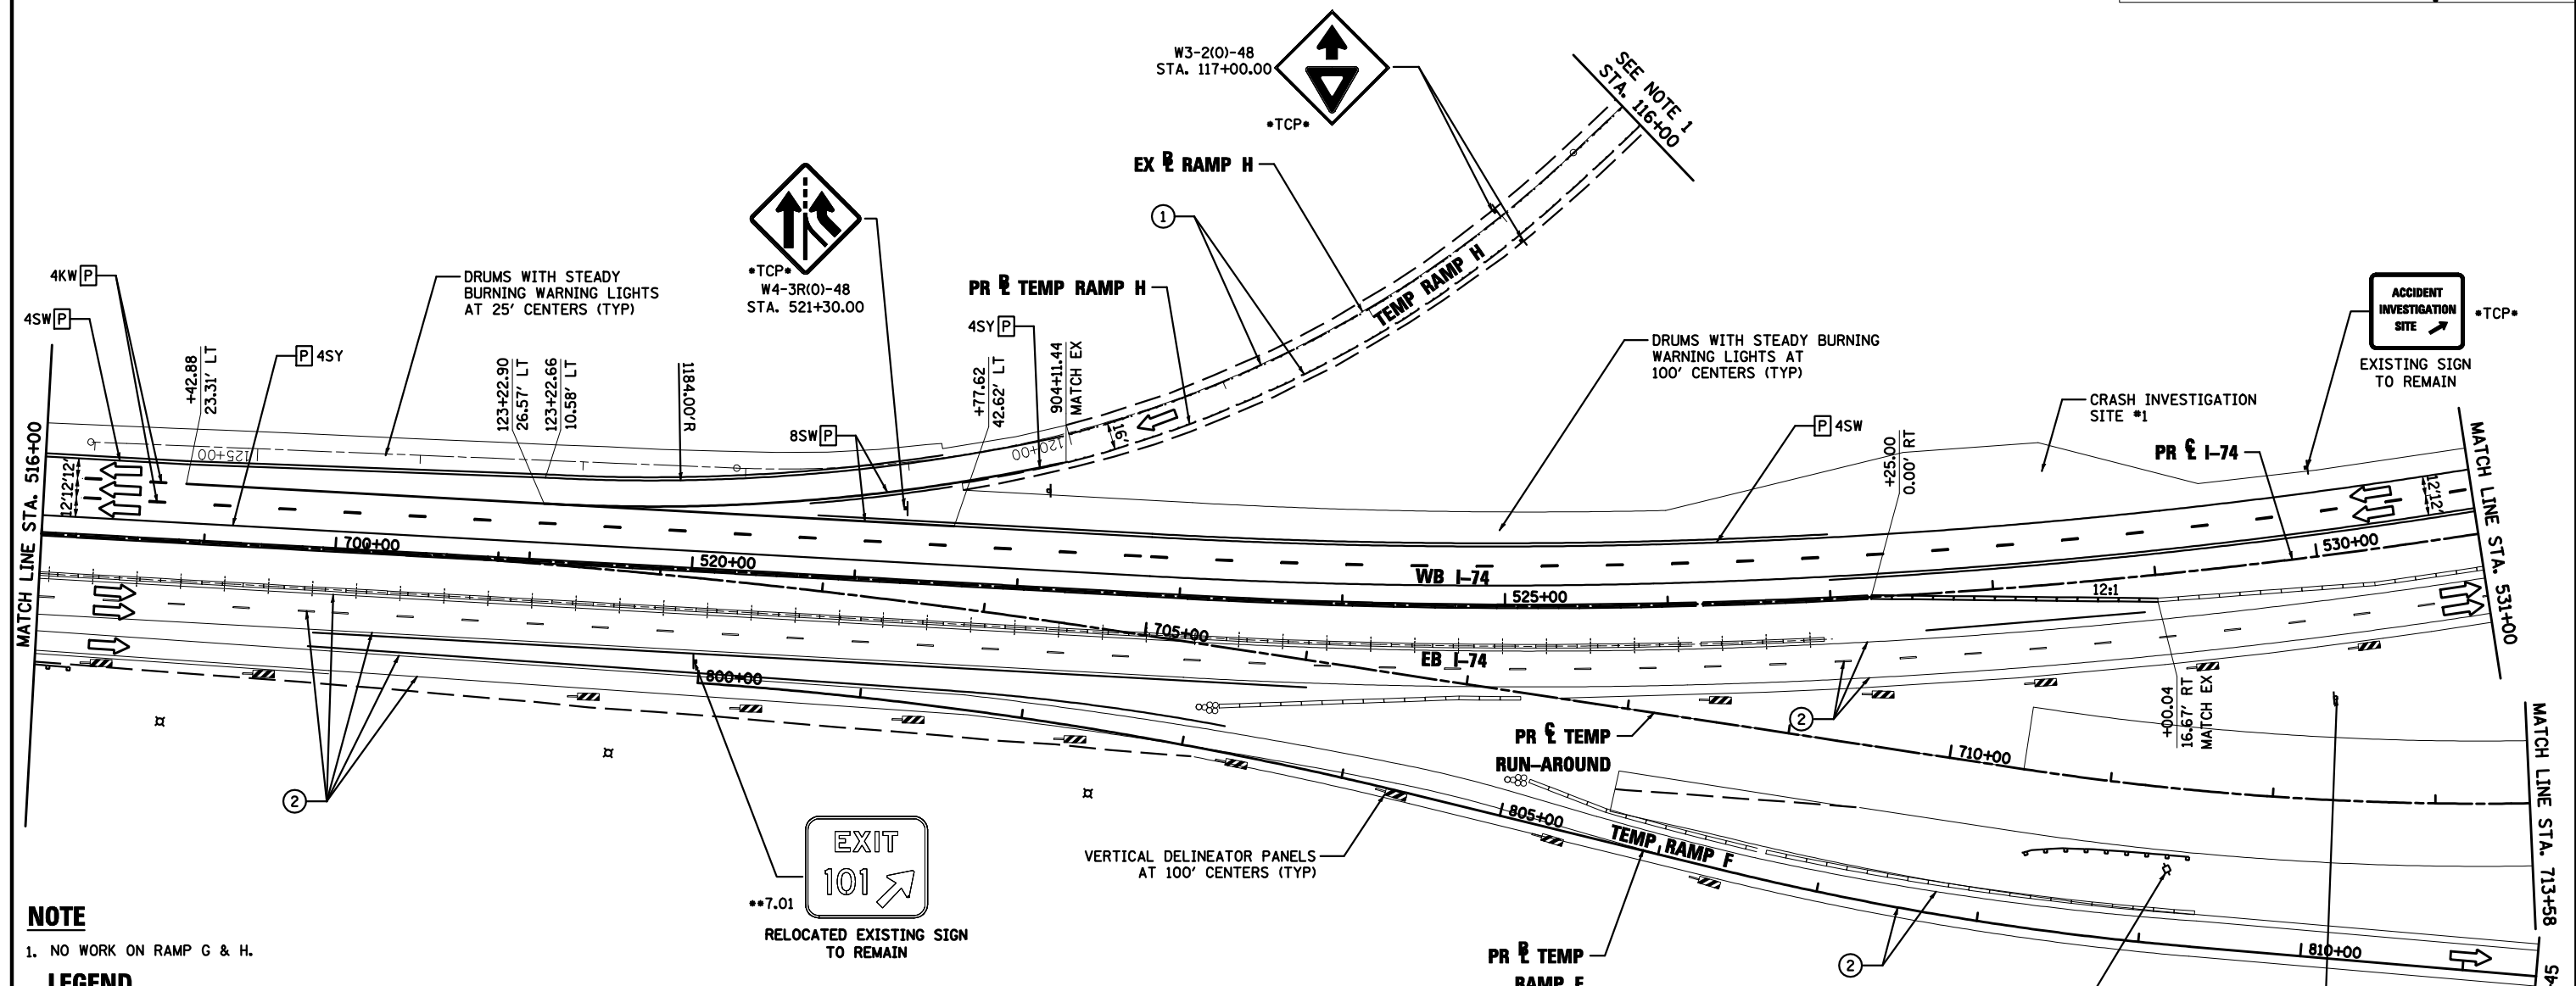 W3-2(O)-48
STA. 117+00.00
*TCP*
SEE NOTE 1
STA. 116+00
EX B RAMP H
1
*TCP*
W4-3R(O)-48
STA. 521+30.00
PR B TEMP RAMP H
TEMP RAMP H
4KW P
4SW P
DRUMS WITH STEADY
BURNING WARNING LIGHTS
AT 25' CENTERS (TYP)
P 4SY
4SY P
8SW P
+42.88
23.31' LT
123+22.90
26.57' LT
123+22.66
10.58' LT
1184.00'R
+77.62
42.62' LT
904+11.44
MATCH EX
16'
DRUMS WITH STEADY BURNING
WARNING LIGHTS AT
100' CENTERS (TYP)
P 4SW
ACCIDENT
INVESTIGATION
SITE
*TCP*
EXISTING SIGN
TO REMAIN
CRASH INVESTIGATION
SITE #1
PR CL I-74
+25.00
0.00' RT
MATCH LINE STA. 516+00
12'12'12'
125+00
120+00
12'12'
MATCH LINE STA. 531+00
700+00
520+00
WB I-74
525+00
530+00
12:1
705+00
EB I-74
800+00
+00.04
16.67' RT
MATCH EX
2
2
PR CL TEMP
RUN-AROUND
710+00
805+00
TEMP RAMP F
MATCH LINE STA. 713+58
EXIT
101
**7.01
RELOCATED EXISTING SIGN
TO REMAIN
VERTICAL DELINEATOR PANELS
AT 100' CENTERS (TYP)
PR B TEMP
RAMP F
2
810+00
45
NOTE
1. NO WORK ON RAMP G & H.
LEGEND